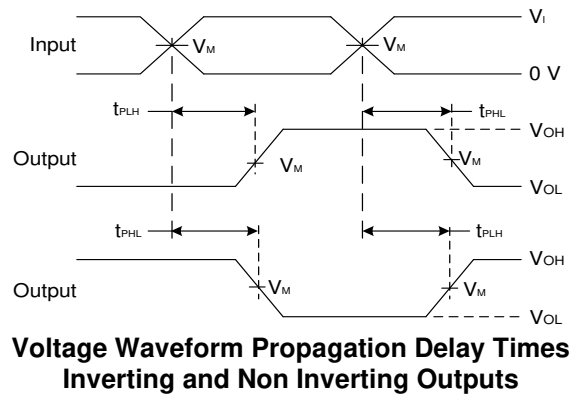 VI
Input
VM
VM
0 V
tPLH
tPHL
VOH
Output
VM
VM
VOL
tPHL
tPLH
VOH
Output
VM
VM
VOL
Voltage Waveform Propagation Delay Times
Inverting and Non Inverting Outputs